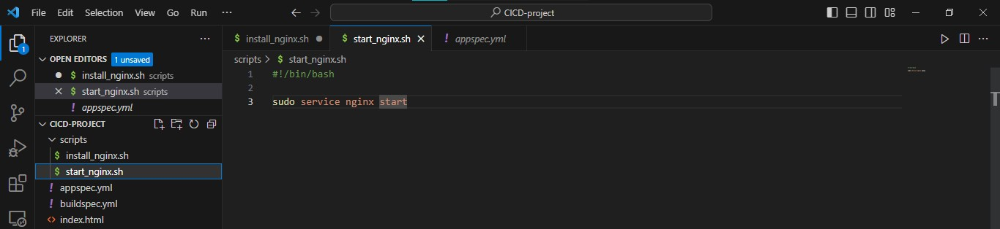 File Edit Selection View Go Run ··· CICD-project
EXPLORER ···
install_nginx.sh start_nginx.sh appspec.yml ···
OPEN EDITORS 1 unsaved
scripts > $ start_nginx.sh
$ install_nginx.sh scripts
$ start_nginx.sh scripts
! appspec.yml
1 #!/bin/bash
2
3 sudo service nginx start
1
CICD-PROJECT
scripts
$ install_nginx.sh
$ start_nginx.sh
! appspec.yml
! buildspec.yml
<> index.html